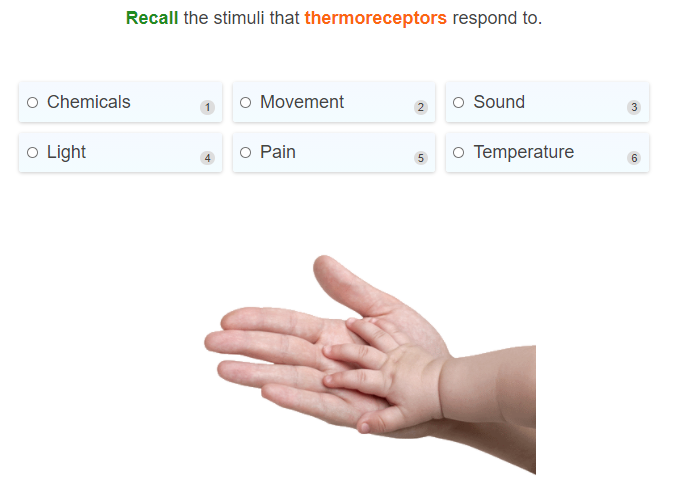 Recall the stimuli that thermoreceptors respond to.
Chemicals 1 Movement 2 Sound 3
Light 4 Pain 5 Temperature 6